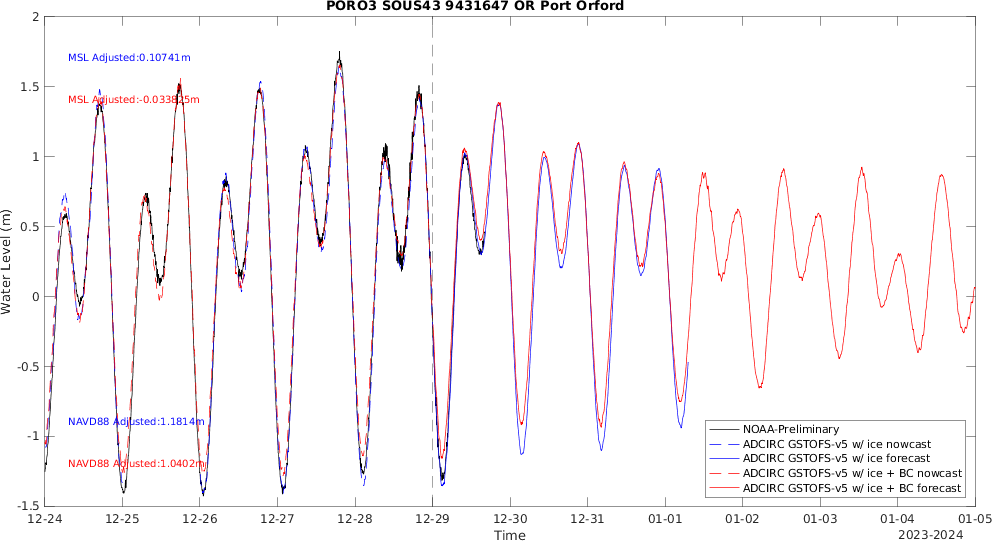 PORO3 SOUS43 9431647 OR Port Orford
Water Level (m)
2
1.5
1
0.5
0
-0.5
-1
-1.5
MSL Adjusted:0.10741m
MSL Adjusted:-0.033825m
NAVD88 Adjusted:1.1814m
NAVD88 Adjusted:1.0402m
NOAA-Preliminary
ADCIRC GSTOFS-v5 w/ ice nowcast
ADCIRC GSTOFS-v5 w/ ice forecast
ADCIRC GSTOFS-v5 w/ ice + BC nowcast
ADCIRC GSTOFS-v5 w/ ice + BC forecast
12-24 12-25 12-26 12-27 12-28 12-29 12-30 12-31 01-01 01-02 01-03 01-04 01-05
Time
2023-2024